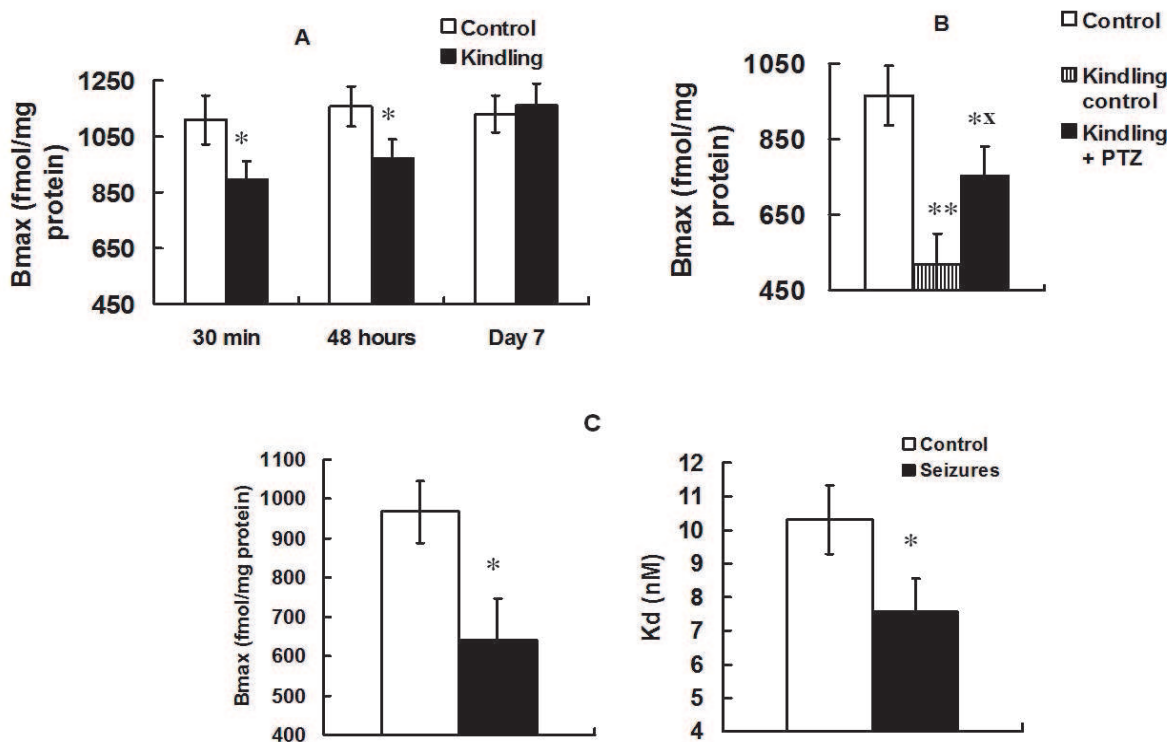 A
Control
Kindling
Bmax (fmol/mg
protein)
1250
1050
850
650
450
*
*
30 min
48 hours
Day 7
B
Control
Kindling
control
Kindling
+ PTZ
Bmax (fmol/mg
protein)
1050
850
650
450
**
*x
C
Bmax (fmol/mg protein)
1100
1000
900
800
700
600
500
400
*
Control
Seizures
Kd (nM)
12
11
10
9
8
7
6
5
4
*